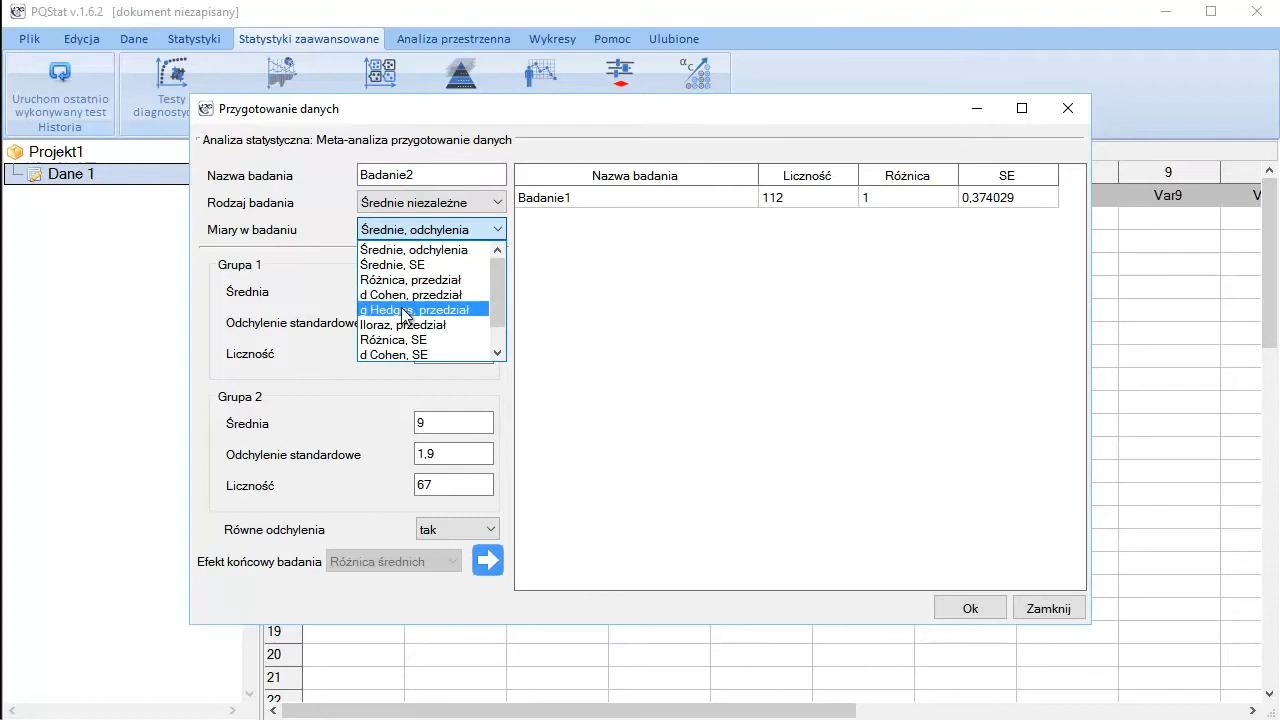 PQStat v.1.6.2 [dokument niezapisany]
Plik Edycja Dane Statystyki Statystyki zaawansowane Analiza przestrzenna Wykresy Pomoc Ulubione
Uruchom ostatnio
wykonywany test
Historia
Testy
diagnostyc
Projekt1
Dane 1
Przygotowanie danych
Analiza statystyczna: Meta-analiza przygotowanie danych
Nazwa badania Badanie2
Rodzaj badania Średnie niezależne
Miary w badaniu Średnie, odchylenia
Średnie, odchylenia
Średnie, SE
Różnica, przedział
d Cohen, przedział
g Hedges, przedział
Iloraz, przedział
Różnica, SE
d Cohen, SE
Grupa 1
Średnia
Odchylenie standardowe
Liczność
Grupa 2
Średnia 9
Odchylenie standardowe 1,9
Liczność 67
Równe odchylenia tak
Efekt końcowy badania Różnica średnich
Nazwa badania Liczność Różnica SE
Badanie1 112 1 0,374029
Ok Zamknij
9
Var9 V
19
20
21
22